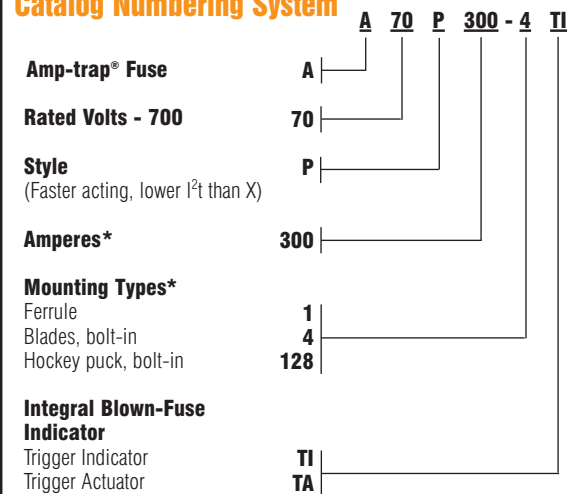 Catalog Numbering System
A 70 P 300 - 4 TI
Amp-trap® Fuse A
Rated Volts - 700 70
Style P
(Faster acting, lower I²t than X)
Amperes* 300
Mounting Types*
Ferrule 1
Blades, bolt-in 4
Hockey puck, bolt-in 128
Integral Blown-Fuse
Indicator
Trigger Indicator TI
Trigger Actuator TA